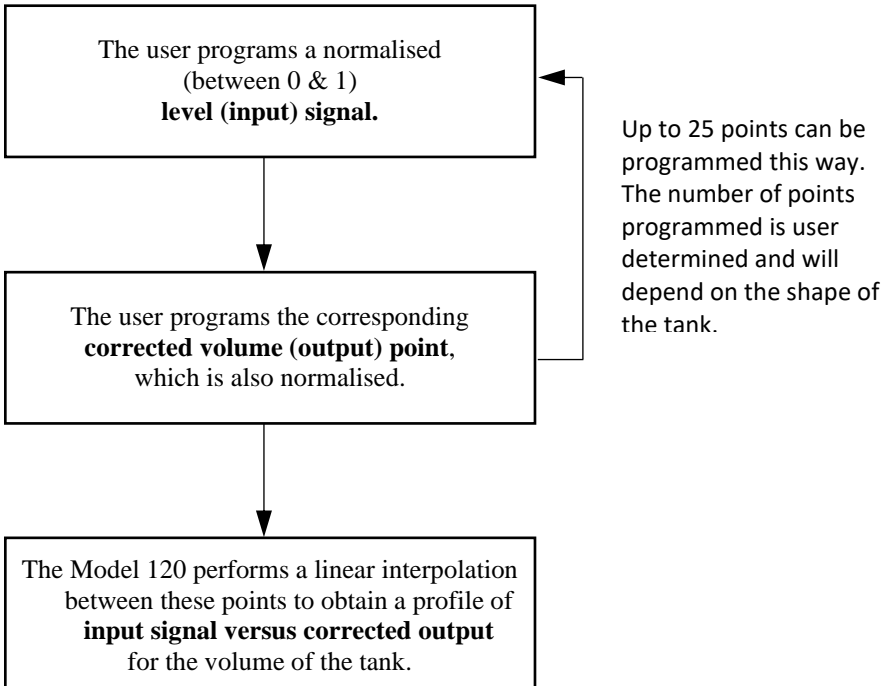 The user programs a normalised
(between 0 & 1)
level (input) signal.
Up to 25 points can be
programmed this way.
The number of points
programmed is user
determined and will
depend on the shape of
the tank.
The user programs the corresponding
corrected volume (output) point,
which is also normalised.
The Model 120 performs a linear interpolation
between these points to obtain a profile of
input signal versus corrected output
for the volume of the tank.